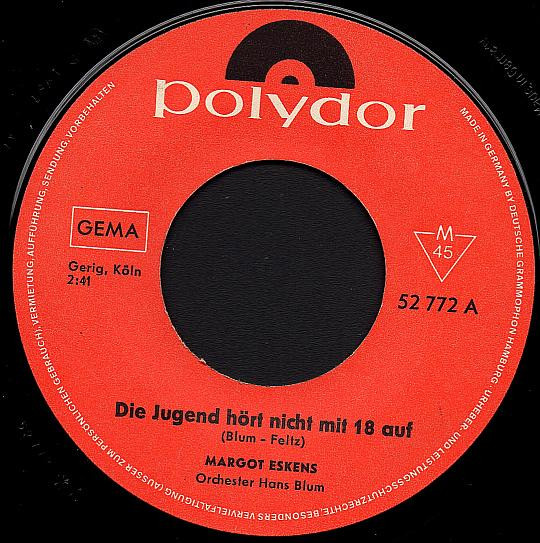 polydor
GEMA
Gerig, Köln
2:41
M
45
52 772 A
Die Jugend hört nicht mit 18 auf
(Blum - Feltz)
MARGOT ESKENS
Orchester Hans Blum
MADE IN GERMANY BY DEUTSCHE GRAMMOPHON HAMBURG · URHEBER- UND LEISTUNGSSCHUTZRECHTE, BESONDERS VERVIELFÄLTIGUNG (AUSSER ZUM PERSÖNLICHEN GEBRAUCH), VERMIETUNG, AUFFÜHRUNG, SENDUNG, VORBEHALTEN